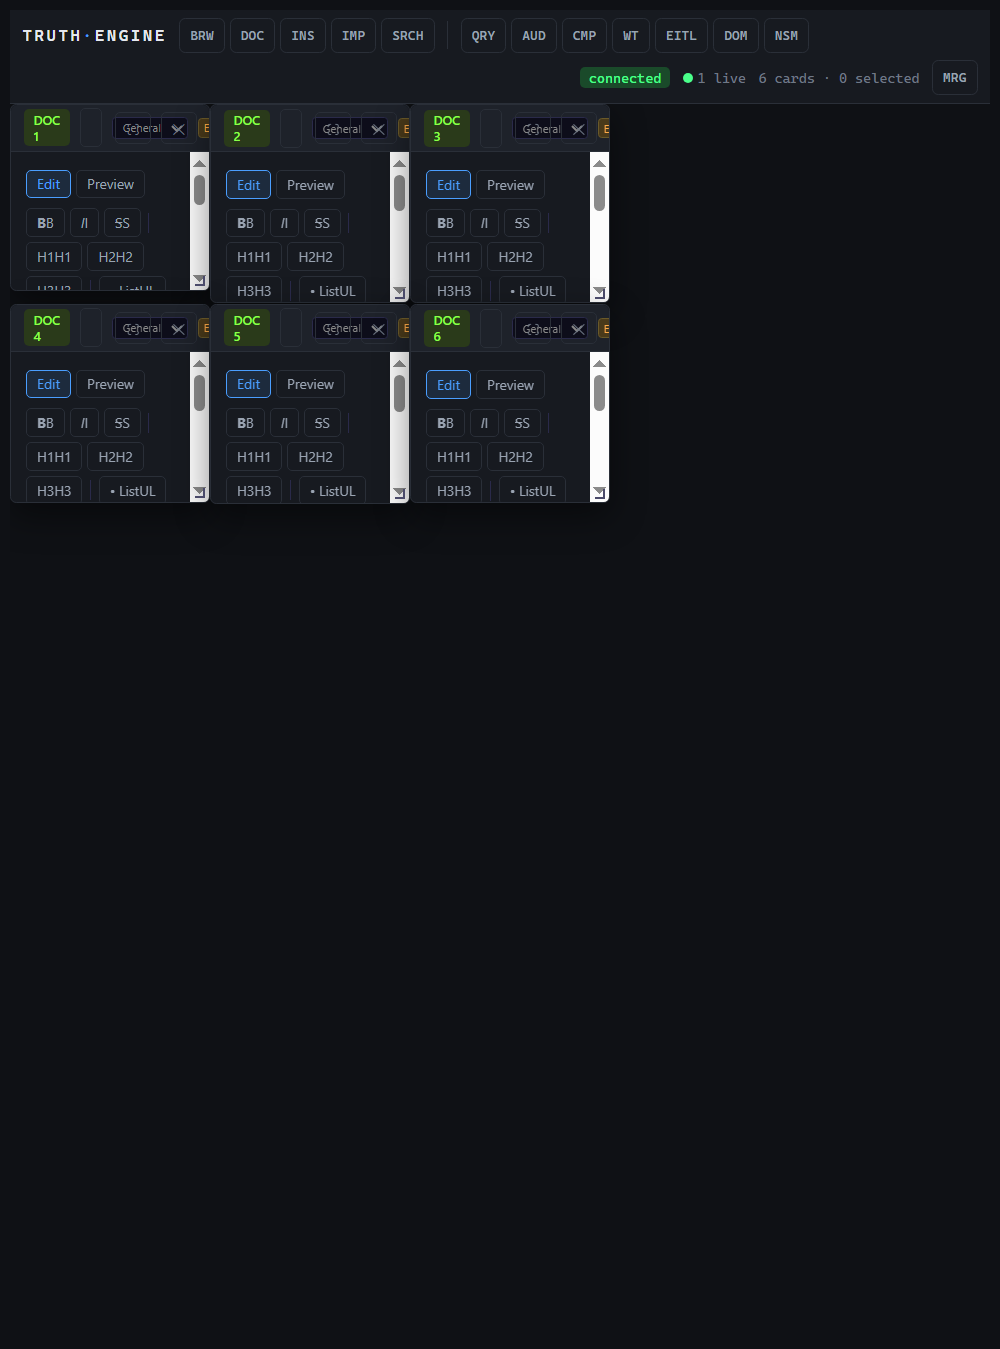 TRUTH·ENGINE BRW DOC INS IMP SRCH QRY AUD CMP WT EITL DOM NSM
connected 1 live 6 cards · 0 selected MRG
DOC 1 General E
DOC 2 General E
DOC 3 General E
Edit Preview
Edit Preview
Edit Preview
BB II SS
BB II SS
BB II SS
H1H1 H2H2
H1H1 H2H2
H1H1 H2H2
H3H3 • ListUL
H3H3 • ListUL
H3H3 • ListUL
DOC 4 General E
DOC 5 General E
DOC 6 General E
Edit Preview
Edit Preview
Edit Preview
BB II SS
BB II SS
BB II SS
H1H1 H2H2
H1H1 H2H2
H1H1 H2H2
H3H3 • ListUL
H3H3 • ListUL
H3H3 • ListUL